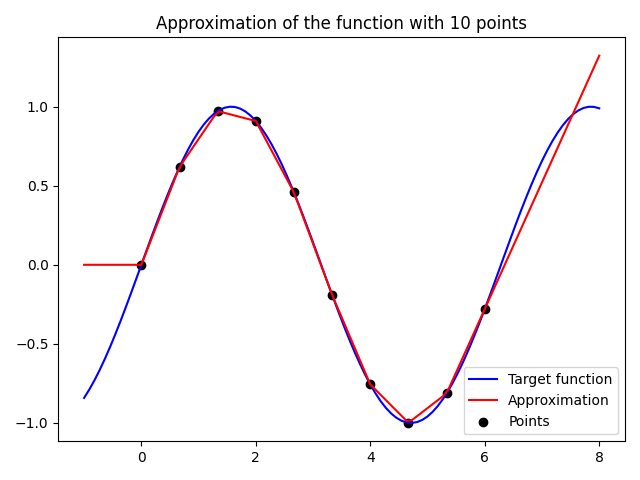 Approximation of the function with 10 points
1.0
0.5
0.0
−0.5
−1.0
0 2 4 6 8
Target function
Approximation
Points